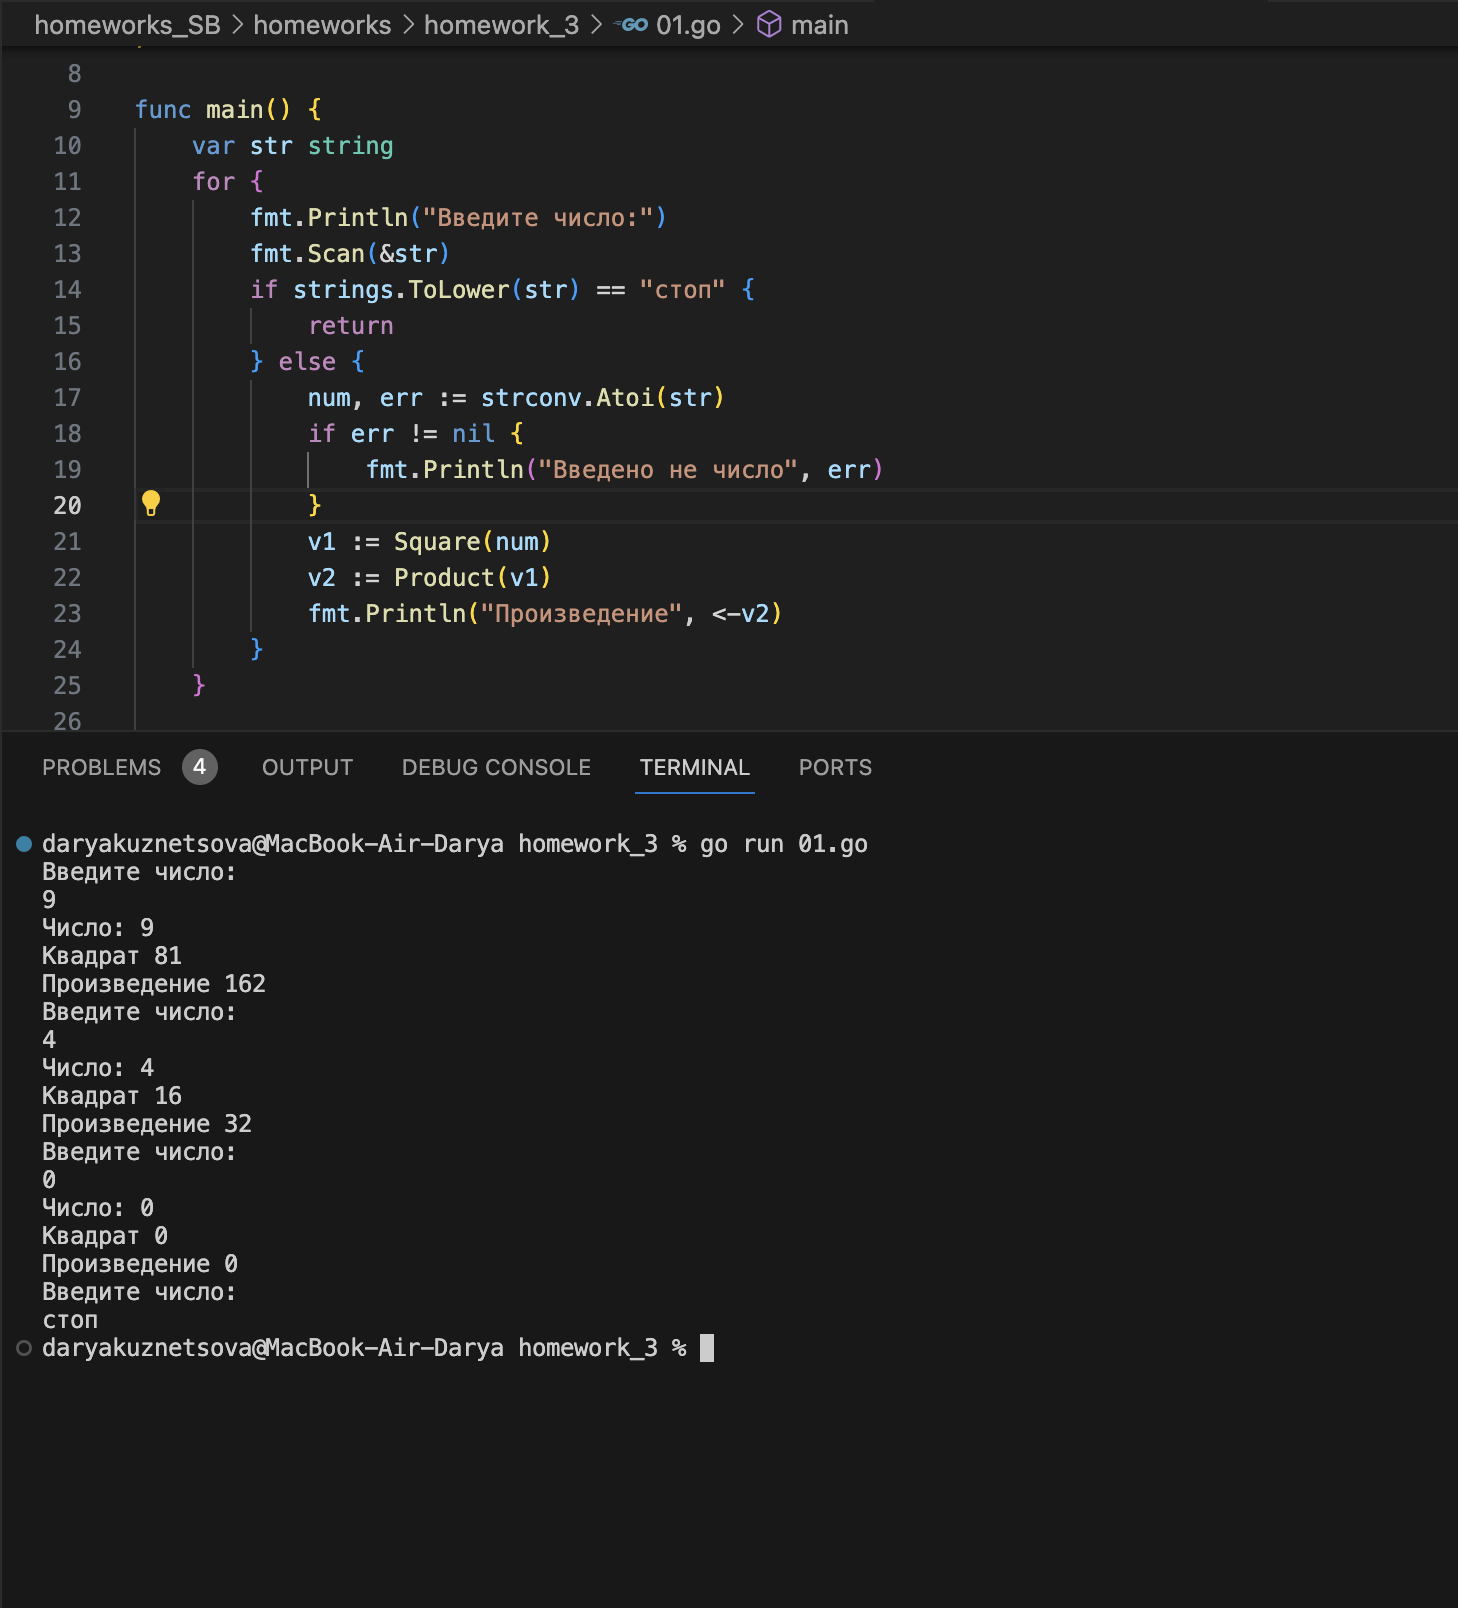 homeworks_SB > homeworks > homework_3 > GO 01.go > main
8
9 func main() {
10 var str string
11 for {
12 fmt.Println("Введите число:")
13 fmt.Scan(&str)
14 if strings.ToLower(str) == "стоп" {
15 return
16 } else {
17 num, err := strconv.Atoi(str)
18 if err != nil {
19 fmt.Println("Введено не число", err)
20 }
21 v1 := Square(num)
22 v2 := Product(v1)
23 fmt.Println("Произведение", <-v2)
24 }
25 }
26
PROBLEMS 4 OUTPUT DEBUG CONSOLE TERMINAL PORTS
daryakuznetsova@MacBook-Air-Darya homework_3 % go run 01.go
Введите число:
9
Число: 9
Квадрат 81
Произведение 162
Введите число:
4
Число: 4
Квадрат 16
Произведение 32
Введите число:
0
Число: 0
Квадрат 0
Произведение 0
Введите число:
стоп
daryakuznetsova@MacBook-Air-Darya homework_3 %